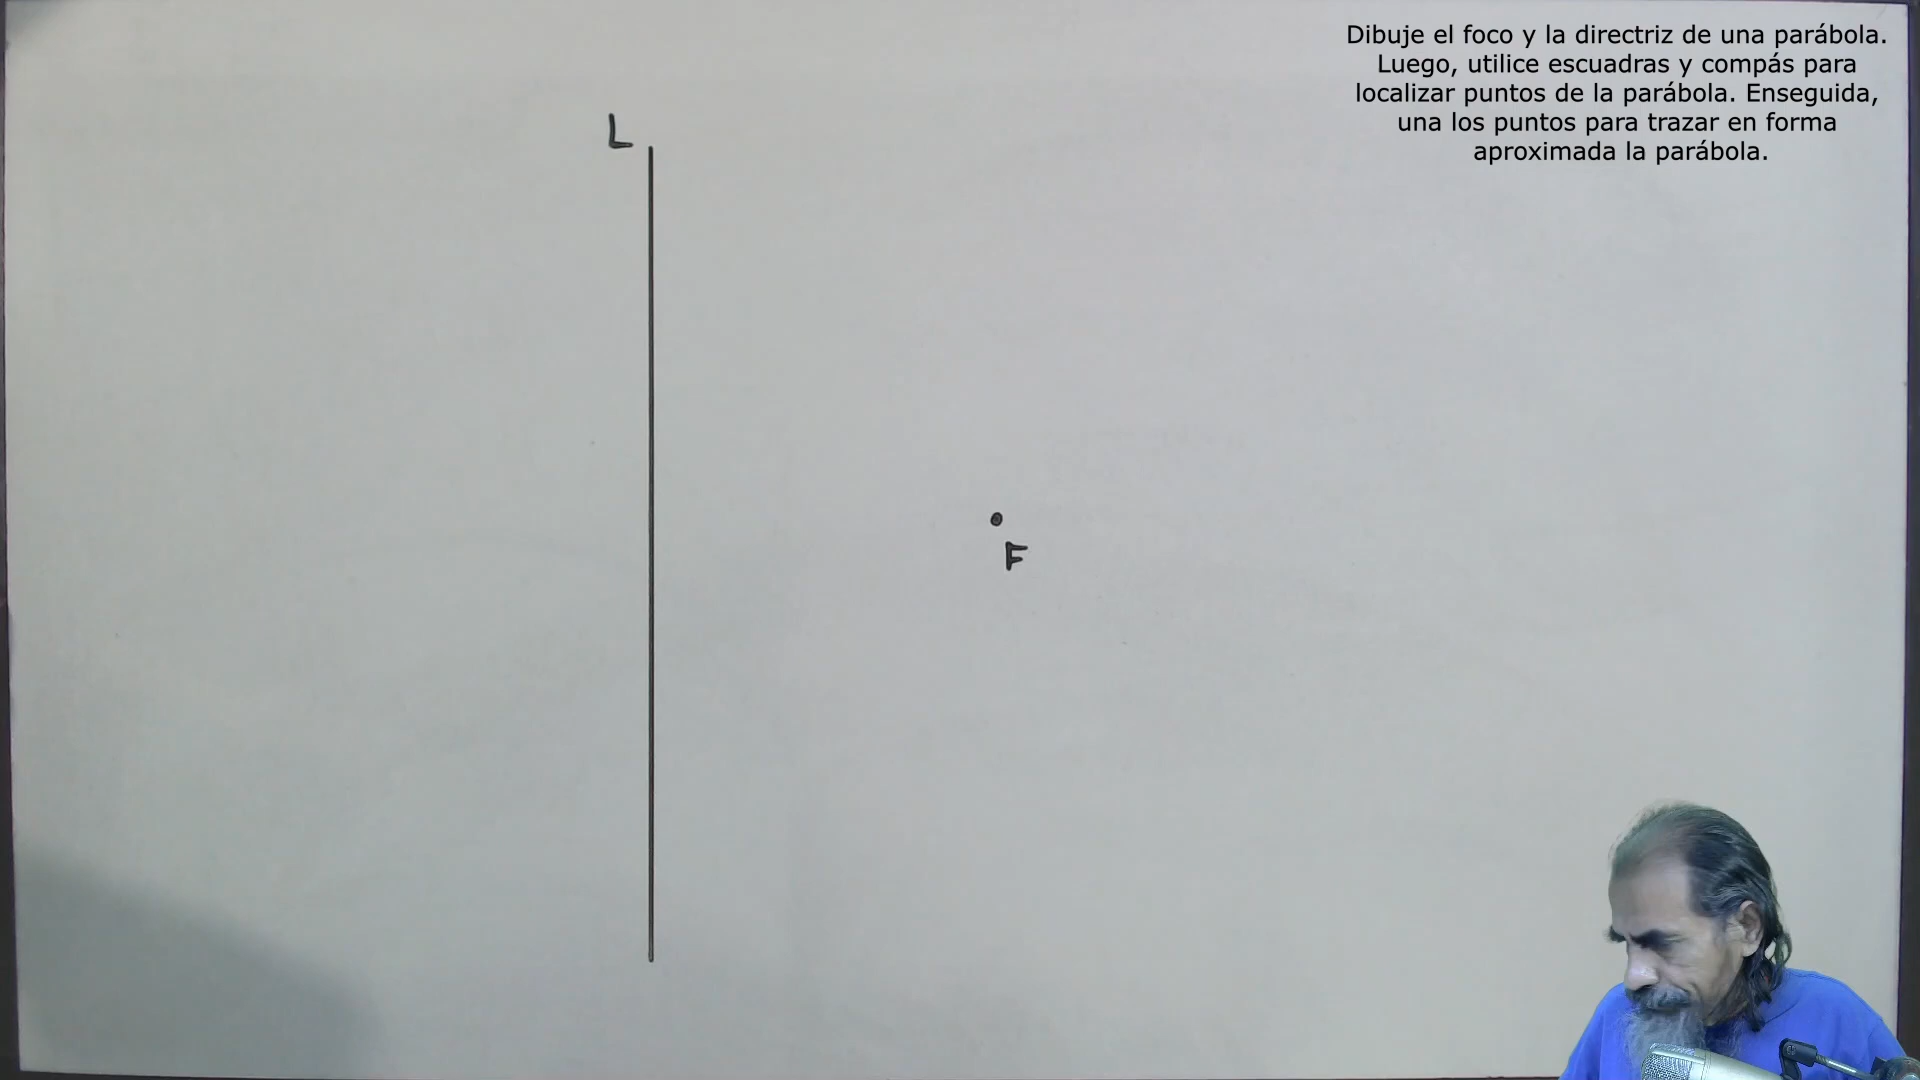 Dibuje el foco y la directriz de una parábola.
Luego, utilice escuadras y compás para
localizar puntos de la parábola. Enseguida,
una los puntos para trazar en forma
aproximada la parábola.
L
F